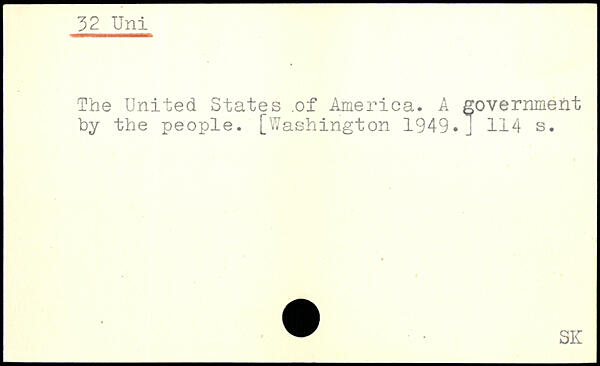 32 Uni
The United States of America. A government
by the people. [Washington 1949.] 114 s.
SK